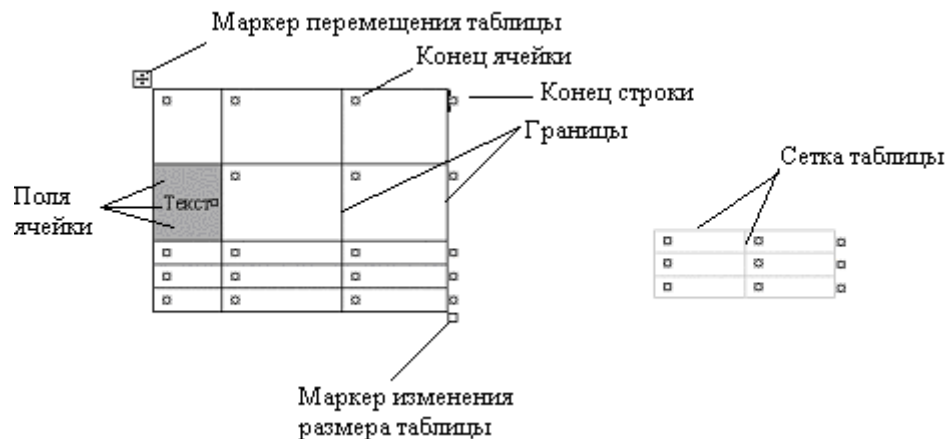 Маркер перемещения таблицы
Конец ячейки
Конец строки
Границы
Сетка таблицы
Поля
ячейки
Текст
Маркер изменения
размера таблицы